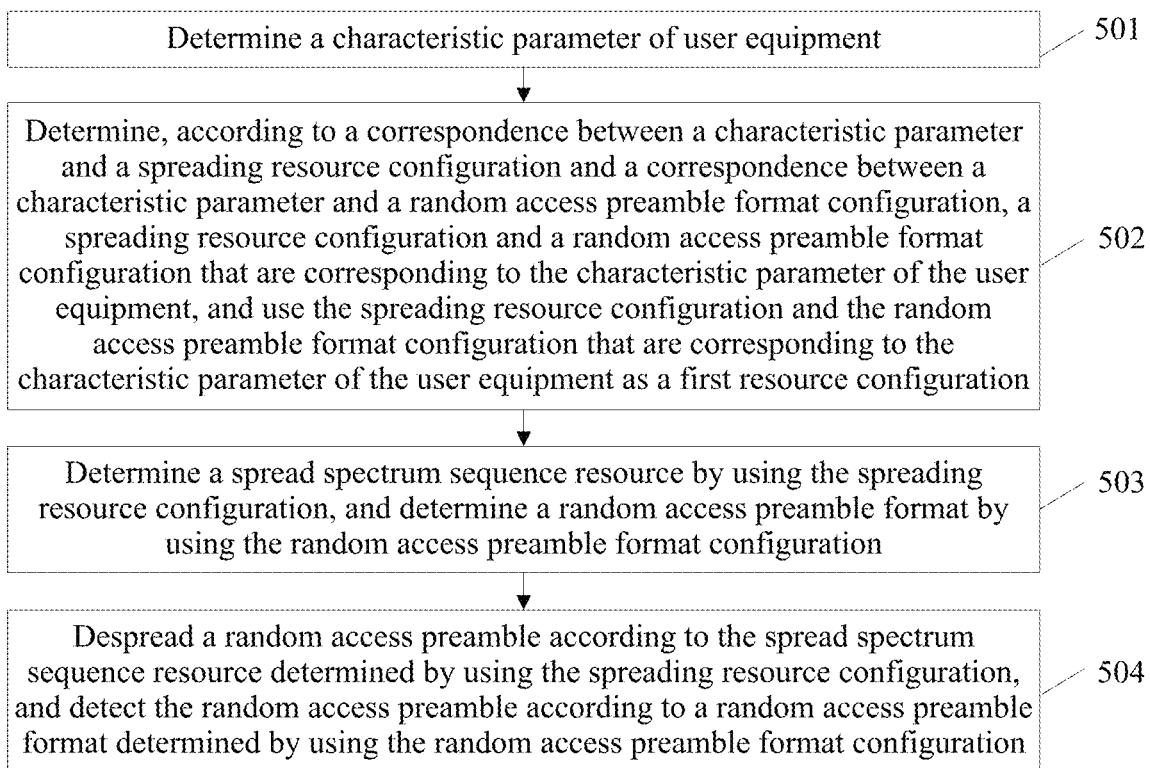 Determine a characteristic parameter of user equipment
501
Determine, according to a correspondence between a characteristic parameter
and a spreading resource configuration and a correspondence between a
characteristic parameter and a random access preamble format configuration, a
spreading resource configuration and a random access preamble format
configuration that are corresponding to the characteristic parameter of the user
equipment, and use the spreading resource configuration and the random
access preamble format configuration that are corresponding to the
characteristic parameter of the user equipment as a first resource configuration
502
Determine a spread spectrum sequence resource by using the spreading
resource configuration, and determine a random access preamble format by
using the random access preamble format configuration
503
Despread a random access preamble according to the spread spectrum
sequence resource determined by using the spreading resource configuration,
and detect the random access preamble according to a random access preamble
format determined by using the random access preamble format configuration
504